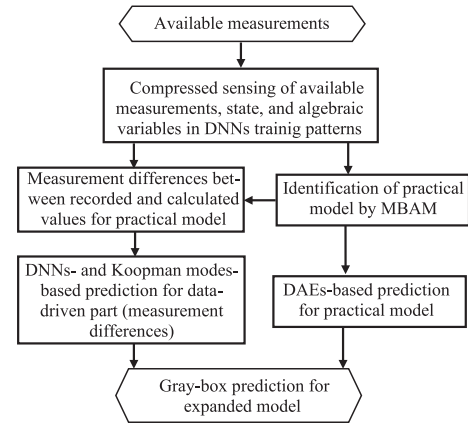 Available measurements
Compressed sensing of available
measurements, state, and algebraic
variables in DNNs trainig patterns
Measurement differences be-
tween recorded and calculated
values for practical model
Identification of practical
model by MBAM
DNNs- and Koopman modes-
based prediction for data-
driven part (measurement
differences)
DAEs-based prediction
for practical model
Gray-box prediction for
expanded model